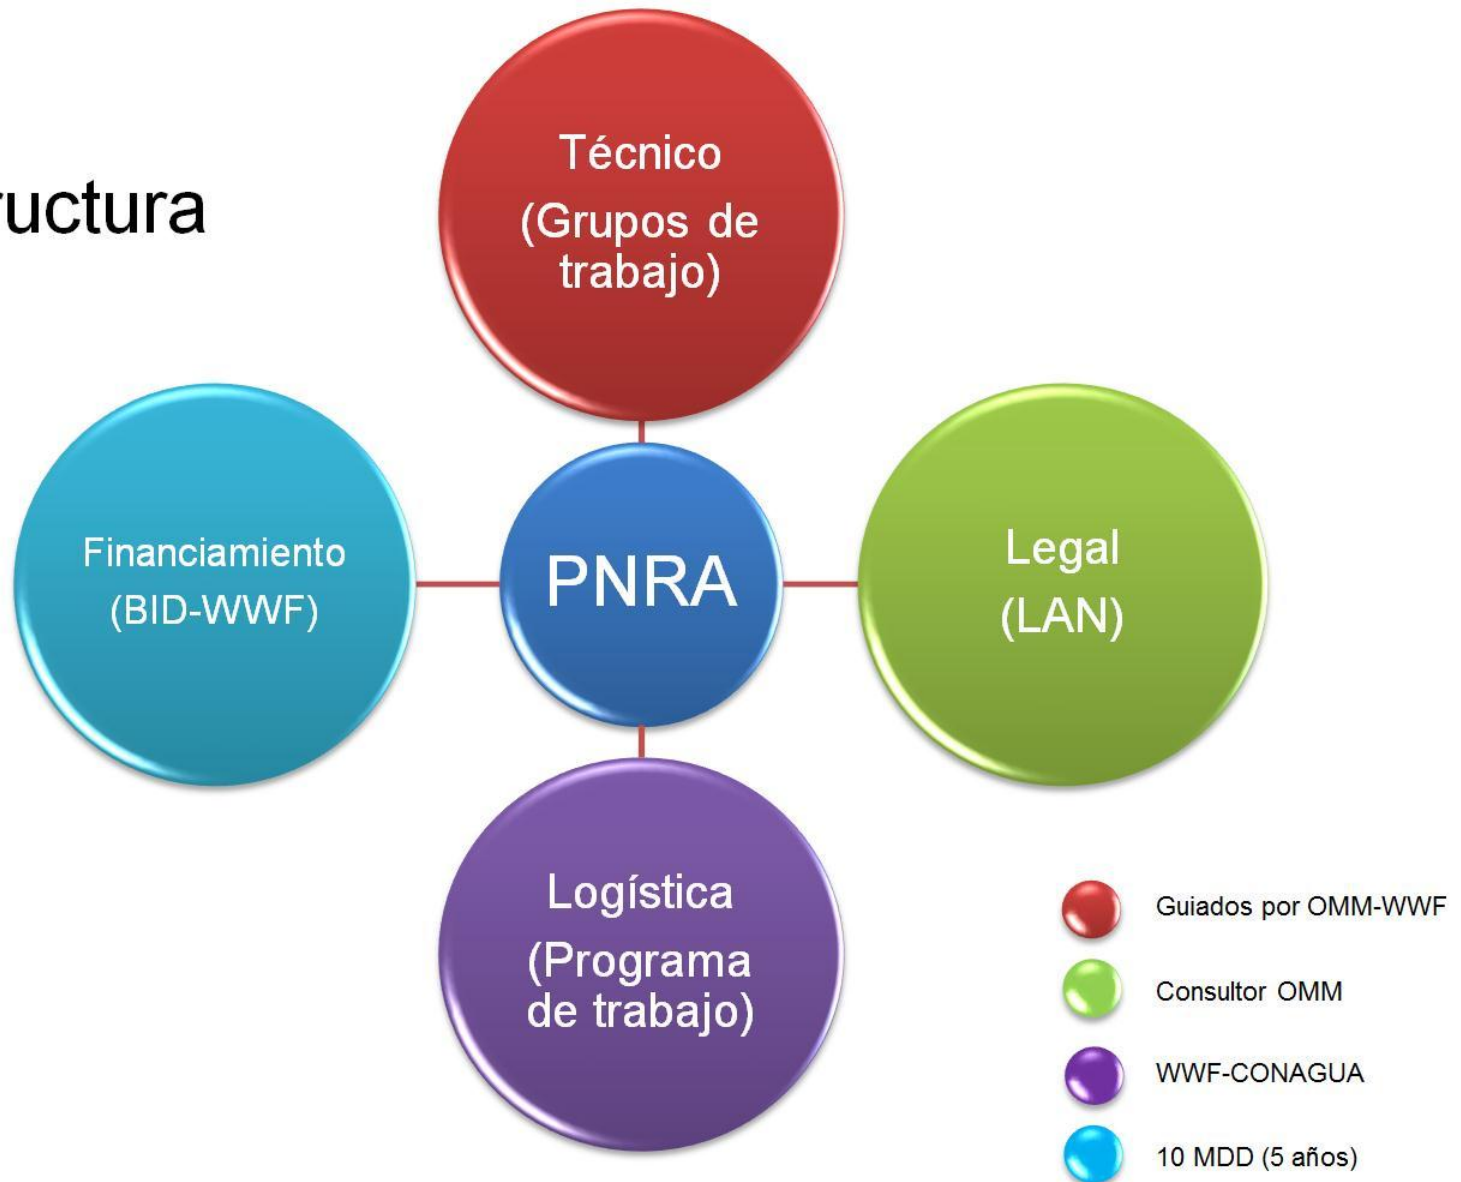 ructura
Técnico
(Grupos de
trabajo)
Financiamiento
(BID-WWF)
PNRA
Legal
(LAN)
Logística
(Programa
de trabajo)
Guiados por OMM-WWF
Consultor OMM
WWF-CONAGUA
10 MDD (5 años)